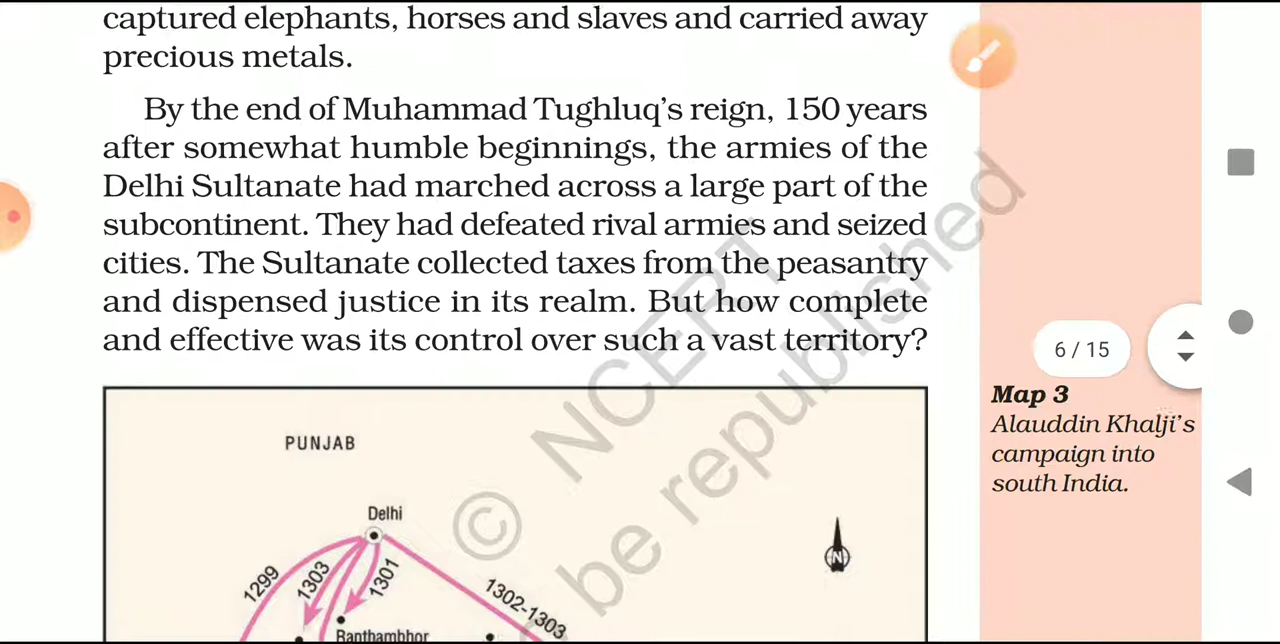 captured elephants, horses and slaves and carried away
precious metals.
By the end of Muhammad Tughluq's reign, 150 years
after somewhat humble beginnings, the armies of the
Delhi Sultanate had marched across a large part of the
subcontinent. They had defeated rival armies and seized
cities. The Sultanate collected taxes from the peasantry
and dispensed justice in its realm. But how complete
and effective was its control over such a vast territory?
6 / 15
Map 3
Alauddin Khalji's
campaign into
south India.
PUNJAB
Delhi
1299
1303
1301
1302-1303
Ranthambhor
N
© NCERT
be republished